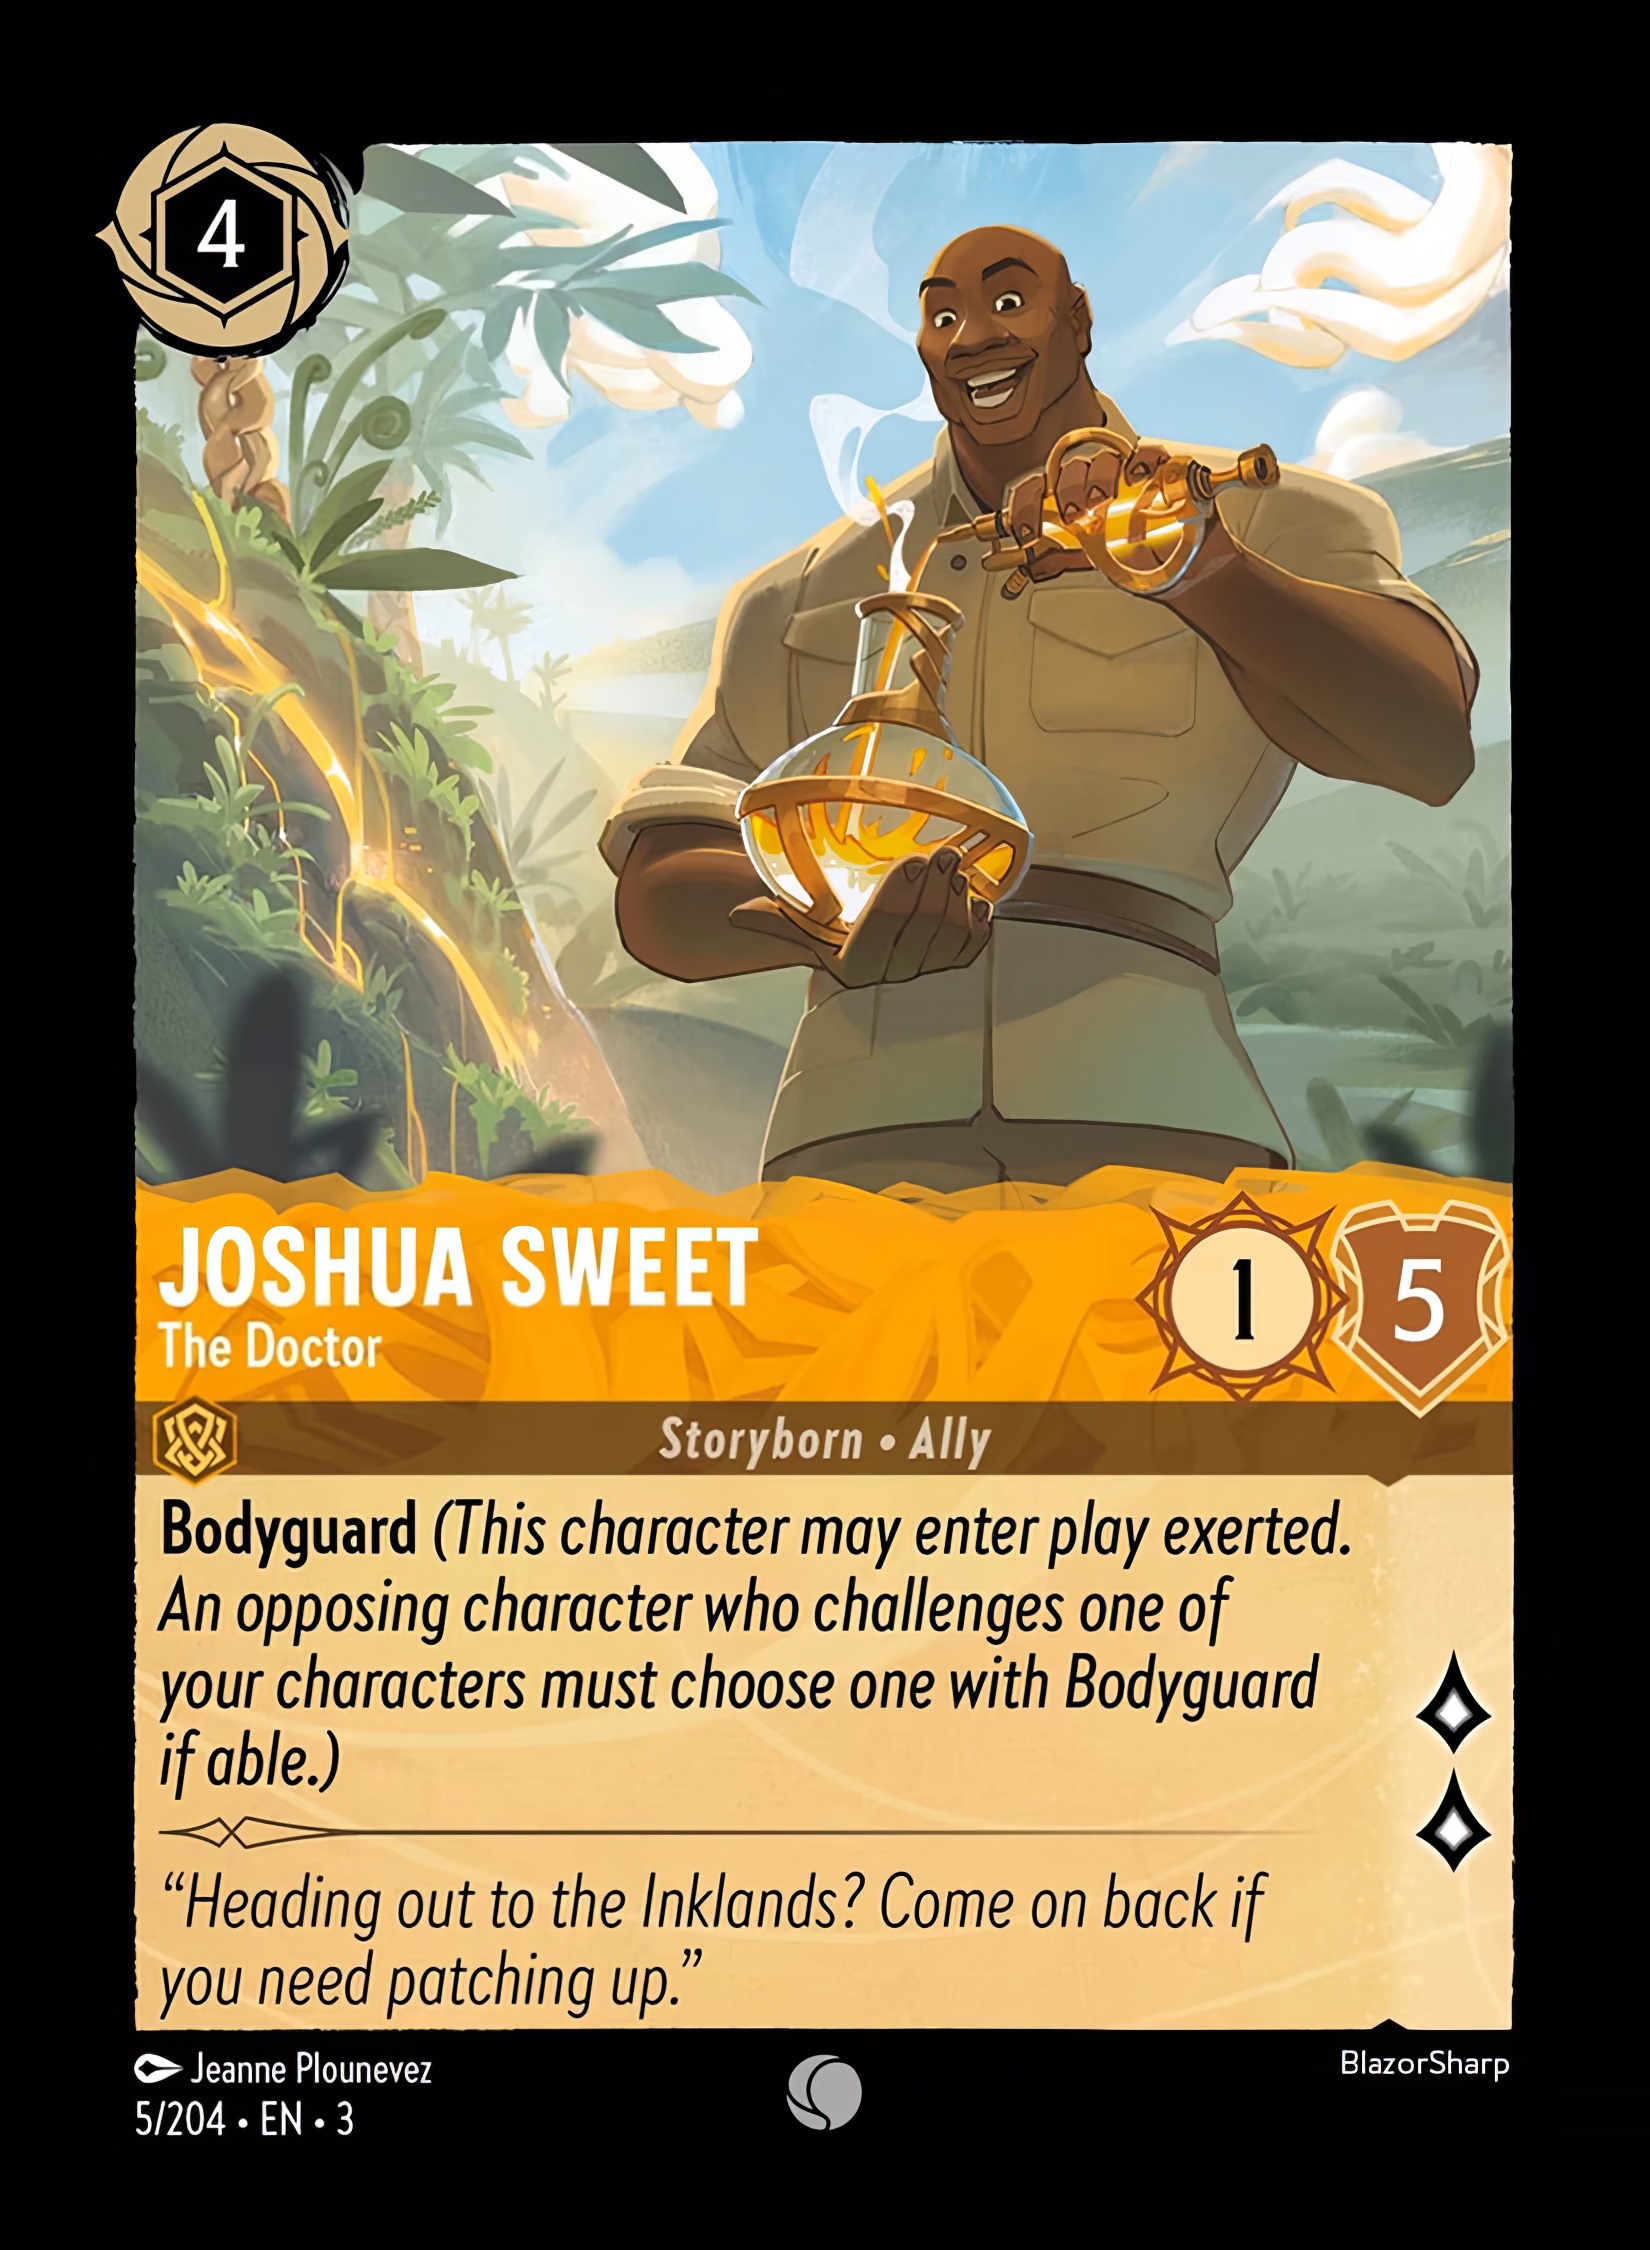 4
JOSHUA SWEET
The Doctor
1
5
Storyborn • Ally
Bodyguard (This character may enter play exerted.
An opposing character who challenges one of
your characters must choose one with Bodyguard
if able.)
“Heading out to the Inklands? Come on back if
you need patching up.”
Jeanne Plounevez
BlazorSharp
5/204 • EN • 3